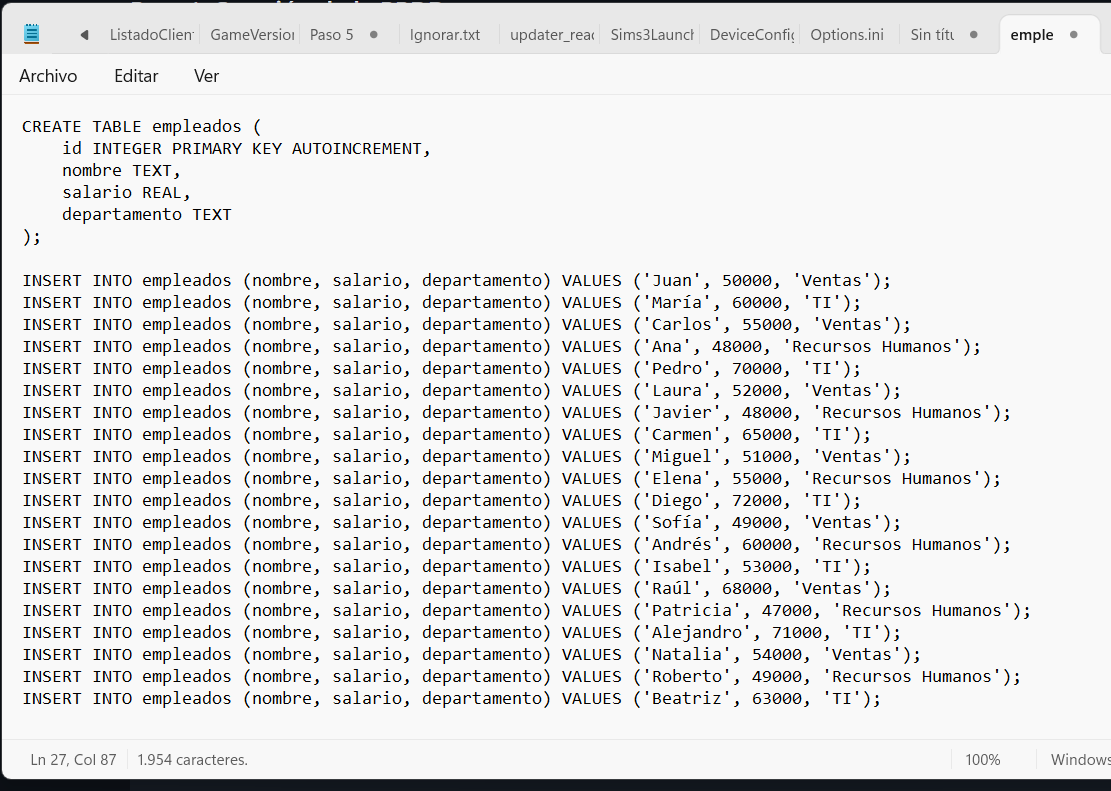 ListadoClien GameVersion Paso 5 Ignorar.txt updater_read Sims3Launch DeviceConfig Options.ini Sin títu emple
Archivo Editar Ver
CREATE TABLE empleados (
    id INTEGER PRIMARY KEY AUTOINCREMENT,
    nombre TEXT,
    salario REAL,
    departamento TEXT
);
INSERT INTO empleados (nombre, salario, departamento) VALUES ('Juan', 50000, 'Ventas');
INSERT INTO empleados (nombre, salario, departamento) VALUES ('María', 60000, 'TI');
INSERT INTO empleados (nombre, salario, departamento) VALUES ('Carlos', 55000, 'Ventas');
INSERT INTO empleados (nombre, salario, departamento) VALUES ('Ana', 48000, 'Recursos Humanos');
INSERT INTO empleados (nombre, salario, departamento) VALUES ('Pedro', 70000, 'TI');
INSERT INTO empleados (nombre, salario, departamento) VALUES ('Laura', 52000, 'Ventas');
INSERT INTO empleados (nombre, salario, departamento) VALUES ('Javier', 48000, 'Recursos Humanos');
INSERT INTO empleados (nombre, salario, departamento) VALUES ('Carmen', 65000, 'TI');
INSERT INTO empleados (nombre, salario, departamento) VALUES ('Miguel', 51000, 'Ventas');
INSERT INTO empleados (nombre, salario, departamento) VALUES ('Elena', 55000, 'Recursos Humanos');
INSERT INTO empleados (nombre, salario, departamento) VALUES ('Diego', 72000, 'TI');
INSERT INTO empleados (nombre, salario, departamento) VALUES ('Sofía', 49000, 'Ventas');
INSERT INTO empleados (nombre, salario, departamento) VALUES ('Andrés', 60000, 'Recursos Humanos');
INSERT INTO empleados (nombre, salario, departamento) VALUES ('Isabel', 53000, 'TI');
INSERT INTO empleados (nombre, salario, departamento) VALUES ('Raúl', 68000, 'Ventas');
INSERT INTO empleados (nombre, salario, departamento) VALUES ('Patricia', 47000, 'Recursos Humanos');
INSERT INTO empleados (nombre, salario, departamento) VALUES ('Alejandro', 71000, 'TI');
INSERT INTO empleados (nombre, salario, departamento) VALUES ('Natalia', 54000, 'Ventas');
INSERT INTO empleados (nombre, salario, departamento) VALUES ('Roberto', 49000, 'Recursos Humanos');
INSERT INTO empleados (nombre, salario, departamento) VALUES ('Beatriz', 63000, 'TI');
Ln 27, Col 87 1.954 caracteres. 100% Windows